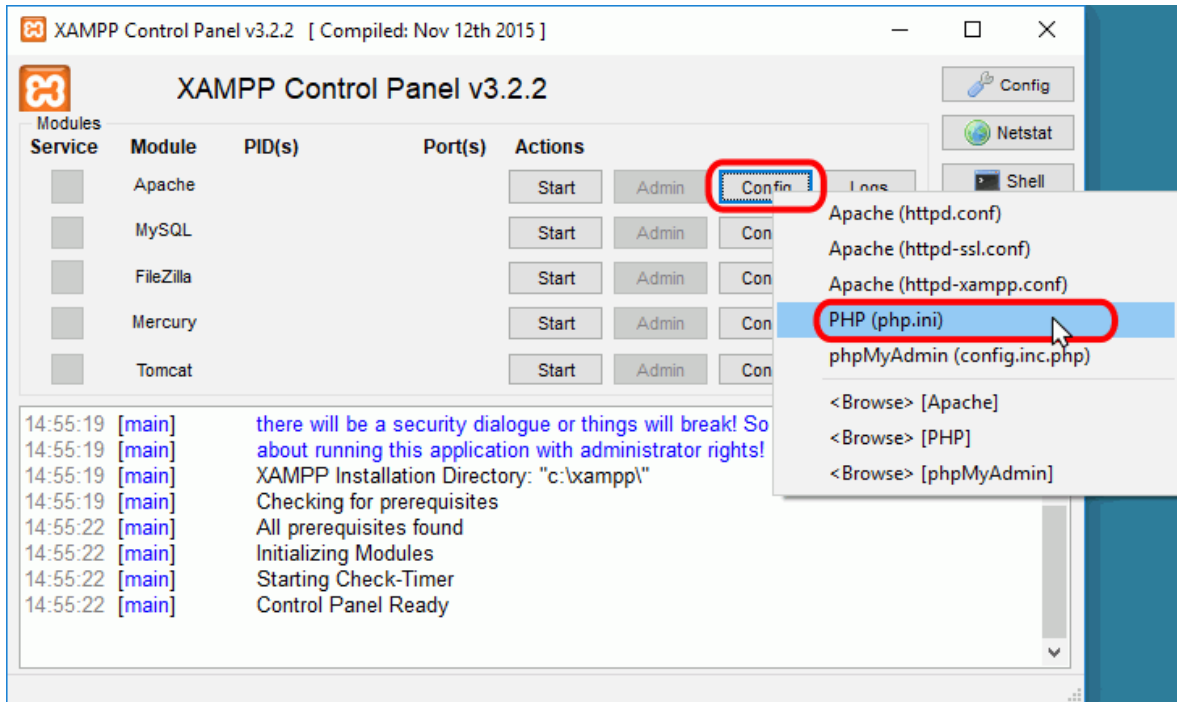 XAMPP Control Panel v3.2.2 [ Compiled: Nov 12th 2015 ]
XAMPP Control Panel v3.2.2
Config
Modules
Netstat
Service Module PID(s) Port(s) Actions
Shell
Apache Start Admin Config Logs
MySQL Start Admin Con
FileZilla Start Admin Con
Mercury Start Admin Con
Tomcat Start Admin Con
Apache (httpd.conf)
Apache (httpd-ssl.conf)
Apache (httpd-xampp.conf)
PHP (php.ini)
phpMyAdmin (config.inc.php)
<Browse> [Apache]
<Browse> [PHP]
<Browse> [phpMyAdmin]
14:55:19 [main] there will be a security dialogue or things will break! So
14:55:19 [main] about running this application with administrator rights!
14:55:19 [main] XAMPP Installation Directory: "c:\xampp\"
14:55:19 [main] Checking for prerequisites
14:55:22 [main] All prerequisites found
14:55:22 [main] Initializing Modules
14:55:22 [main] Starting Check-Timer
14:55:22 [main] Control Panel Ready